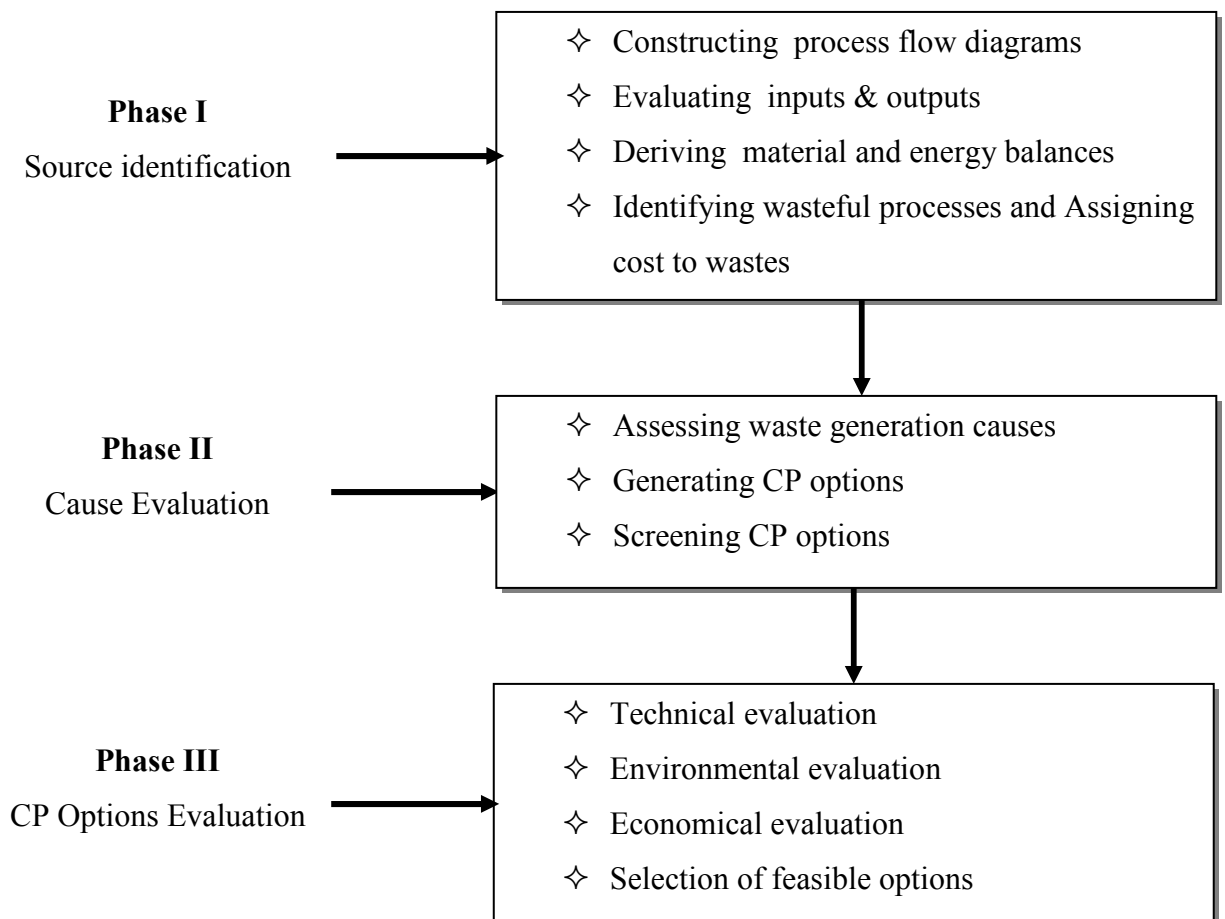 Phase I
Source identification
✧ Constructing process flow diagrams
✧ Evaluating inputs & outputs
✧ Deriving material and energy balances
✧ Identifying wasteful processes and Assigning
cost to wastes
Phase II
Cause Evaluation
✧ Assessing waste generation causes
✧ Generating CP options
✧ Screening CP options
Phase III
CP Options Evaluation
✧ Technical evaluation
✧ Environmental evaluation
✧ Economical evaluation
✧ Selection of feasible options